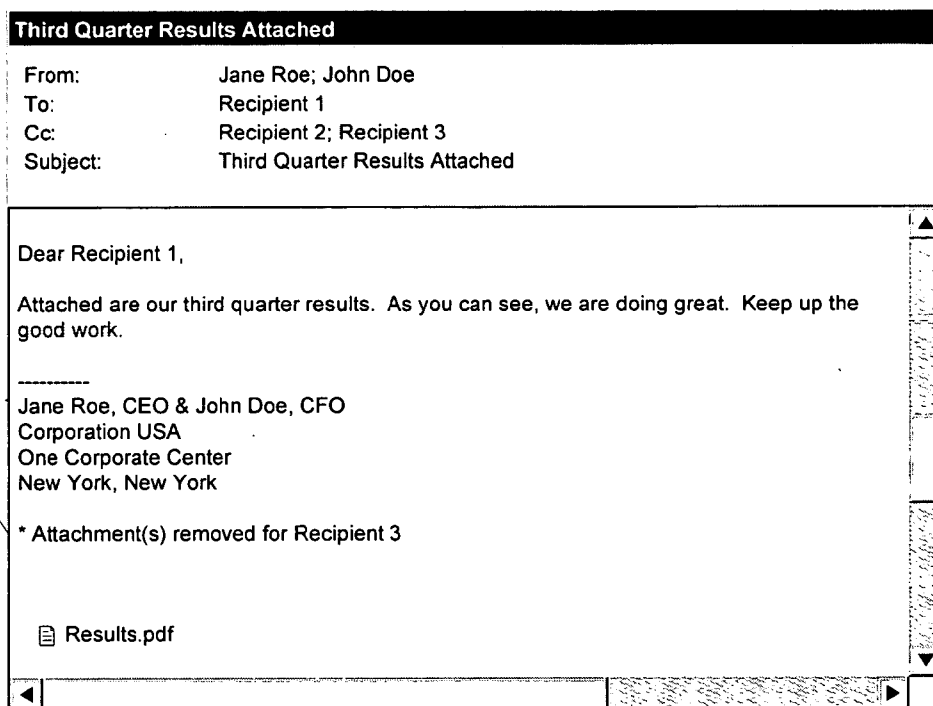 Third Quarter Results Attached
From: Jane Roe; John Doe
To: Recipient 1
Cc: Recipient 2; Recipient 3
Subject: Third Quarter Results Attached
Dear Recipient 1,
Attached are our third quarter results. As you can see, we are doing great. Keep up the
good work.
----------
Jane Roe, CEO & John Doe, CFO
Corporation USA
One Corporate Center
New York, New York
* Attachment(s) removed for Recipient 3
Results.pdf